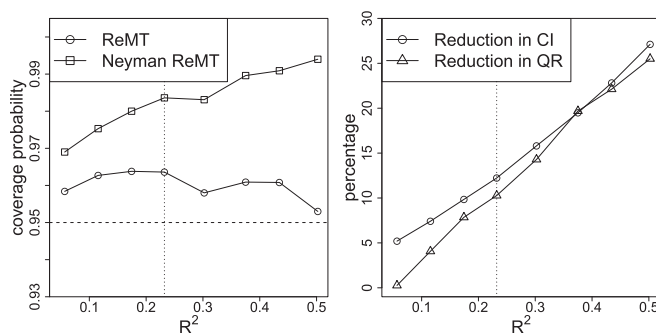 ReMT
Neyman ReMT
coverage probability
0.93
0.95
0.97
0.99
0.1 0.2 0.3 0.4 0.5
R²
Reduction in CI
Reduction in QR
percentage
0
5
10
15
20
25
30
0.1 0.2 0.3 0.4 0.5
R²